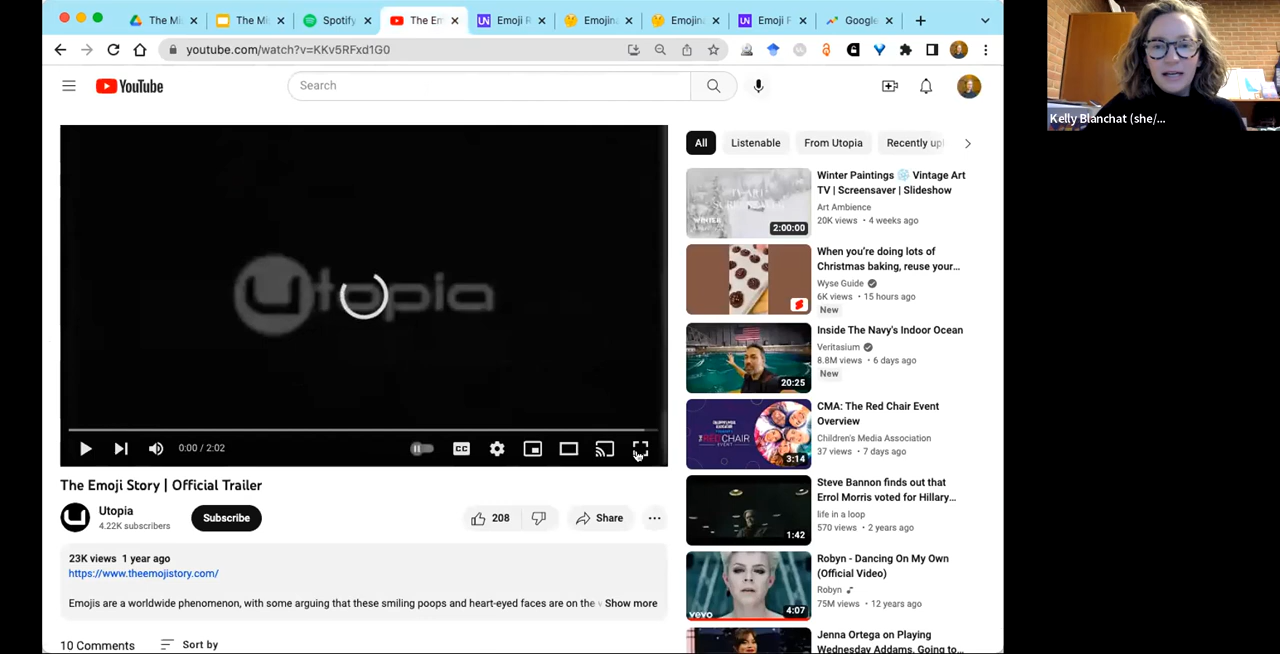 The Mi
The Mi
Spotify
The Em
Emoji R
Emojina
Emojina
Emoji F
Google
youtube.com/watch?v=KKv5RFxd1G0
YouTube
Search
Kelly Blanchat (she/...
utopia
0:00 / 2:02
CC
The Emoji Story | Official Trailer
Utopia
4.22K subscribers
Subscribe
208
Share
23K views 1 year ago
https://www.theemojistory.com/
Emojis are a worldwide phenomenon, with some arguing that these smiling poops and heart-eyed faces are on the Show more
10 Comments
Sort by
All
Listenable
From Utopia
Recently upl
2:00:00
Winter Paintings ❄️ Vintage Art
TV | Screensaver | Slideshow
Art Ambience
20K views • 4 weeks ago
When you're doing lots of
Christmas baking, reuse your...
Wyse Guide
6K views • 15 hours ago
New
20:25
Inside The Navy's Indoor Ocean
Veritasium
8.8M views • 6 days ago
New
RED CHAIR
3:14
CMA: The Red Chair Event
Overview
Children's Media Association
37 views • 7 days ago
1:42
Steve Bannon finds out that
Errol Morris voted for Hillary...
life in a loop
570 views • 2 years ago
vevo
4:07
Robyn - Dancing On My Own
(Official Video)
Robyn
75M views • 12 years ago
Jenna Ortega on Playing
Wednesday Addams, Going to...